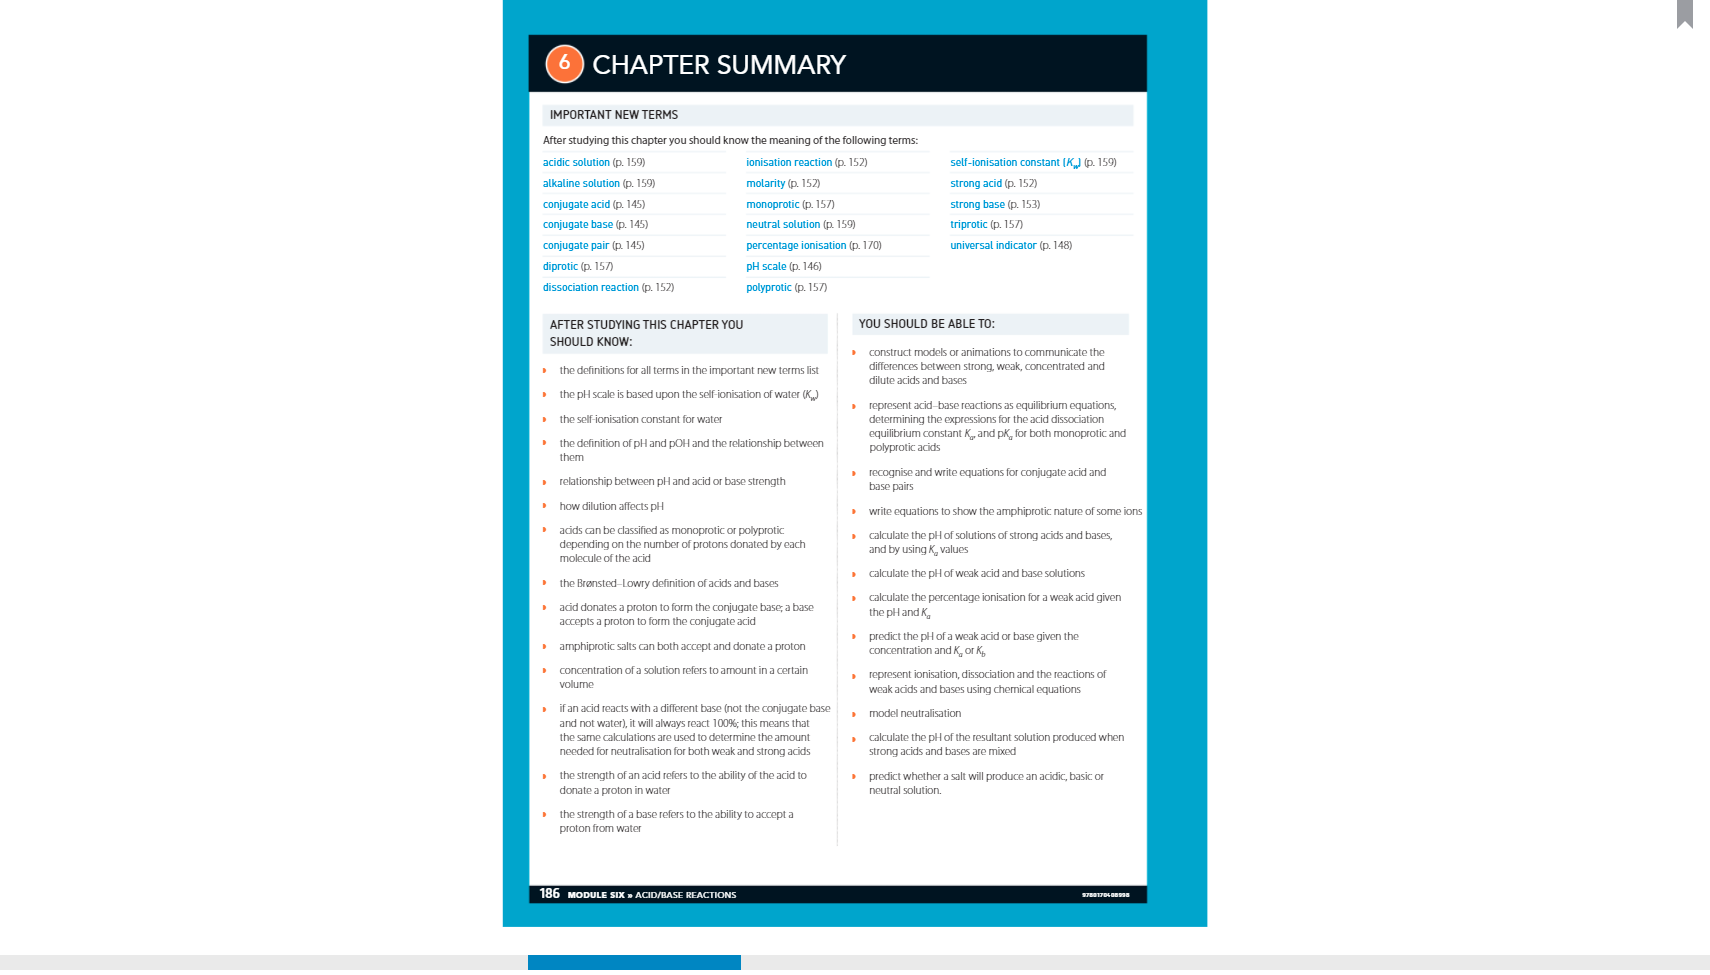 6 CHAPTER SUMMARY
IMPORTANT NEW TERMS
After studying this chapter you should know the meaning of the following terms:
acidic solution (p. 159)
alkaline solution (p. 159)
conjugate acid (p. 145)
conjugate base (p. 145)
conjugate pair (p. 145)
diprotic (p. 157)
dissociation reaction (p. 152)
ionisation reaction (p. 152)
molarity (p. 152)
monoprotic (p. 157)
neutral solution (p. 159)
percentage ionisation (p. 170)
pH scale (p. 146)
polyprotic (p. 157)
self-ionisation constant (Kw) (p. 159)
strong acid (p. 152)
strong base (p. 153)
triprotic (p. 157)
universal indicator (p. 148)
AFTER STUDYING THIS CHAPTER YOU
SHOULD KNOW:
the definitions for all terms in the important new terms list
the pH scale is based upon the self-ionisation of water (Kw)
the self-ionisation constant for water
the definition of pH and pOH and the relationship between
them
relationship between pH and acid or base strength
how dilution affects pH
acids can be classified as monoprotic or polyprotic
depending on the number of protons donated by each
molecule of the acid
the Brønsted–Lowry definition of acids and bases
acid donates a proton to form the conjugate base; a base
accepts a proton to form the conjugate acid
amphiprotic salts can both accept and donate a proton
concentration of a solution refers to amount in a certain
volume
if an acid reacts with a different base (not the conjugate base
and not water), it will always react 100%; this means that
the same calculations are used to determine the amount
needed for neutralisation for both weak and strong acids
the strength of an acid refers to the ability of the acid to
donate a proton in water
the strength of a base refers to the ability to accept a
proton from water
YOU SHOULD BE ABLE TO:
construct models or animations to communicate the
differences between strong, weak, concentrated and
dilute acids and bases
represent acid–base reactions as equilibrium equations,
determining the expressions for the acid dissociation
equilibrium constant Ka, and pKa for both monoprotic and
polyprotic acids
recognise and write equations for conjugate acid and
base pairs
write equations to show the amphiprotic nature of some ions
calculate the pH of solutions of strong acids and bases,
and by using Ka values
calculate the pH of weak acid and base solutions
calculate the percentage ionisation for a weak acid given
the pH and Ka
predict the pH of a weak acid or base given the
concentration and Ka or Kb
represent ionisation, dissociation and the reactions of
weak acids and bases using chemical equations
model neutralisation
calculate the pH of the resultant solution produced when
strong acids and bases are mixed
predict whether a salt will produce an acidic, basic or
neutral solution.
186 MODULE SIX » ACID/BASE REACTIONS
9780170408998